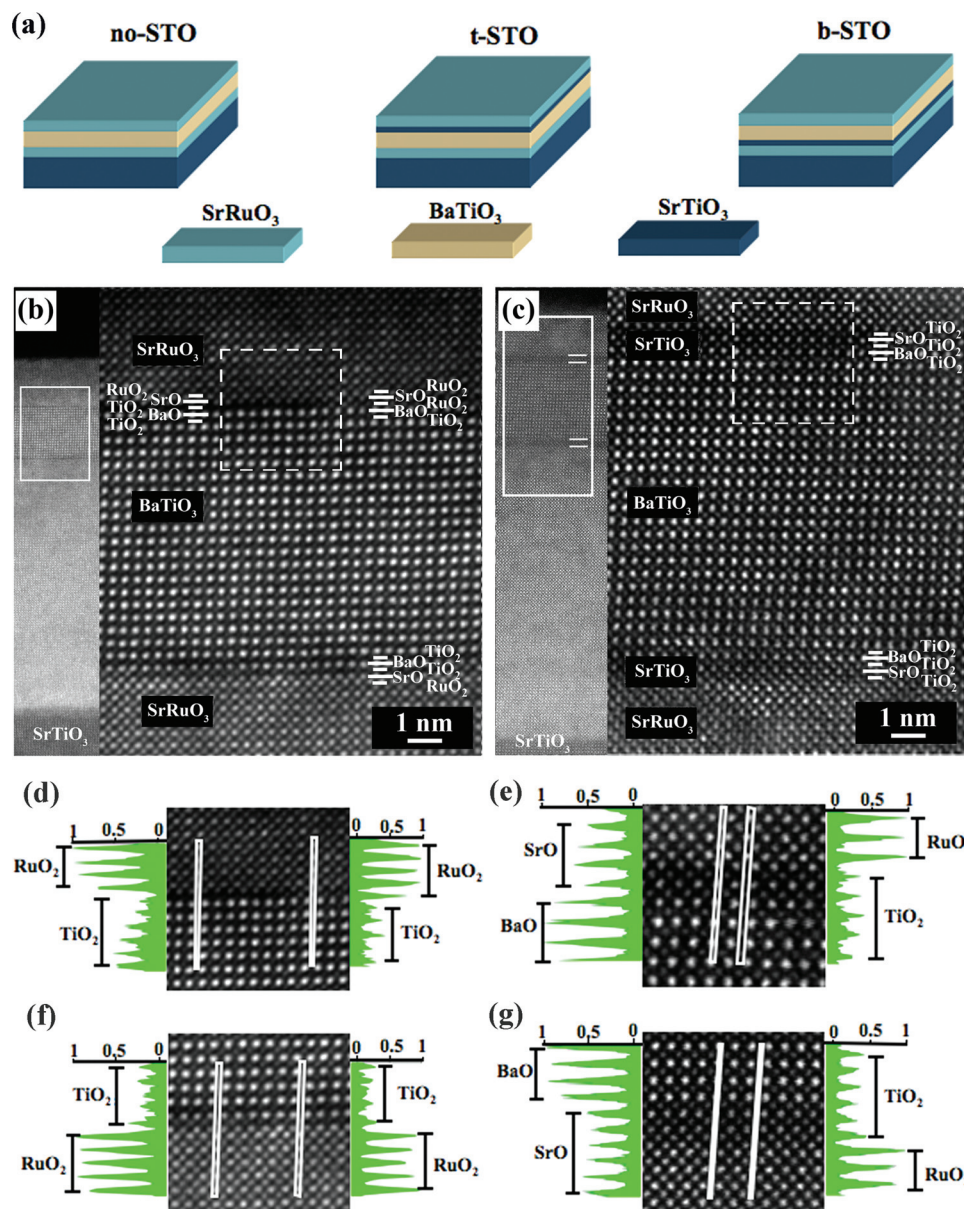 (a)
no-STO
t-STO
b-STO
SrRuO3
BaTiO3
SrTiO3
(b)
SrRuO3
RuO2
SrO
TiO2
BaO
TiO2
RuO2
SrO
RuO2
BaO
TiO2
BaTiO3
TiO2
BaO
TiO2
SrO
RuO2
SrRuO3
SrTiO3
1 nm
(c)
SrRuO3
SrTiO3
TiO2
SrO
TiO2
BaO
TiO2
BaTiO3
TiO2
BaO
TiO2
SrO
TiO2
SrTiO3
SrRuO3
SrTiO3
1 nm
(d)
1 0,5 0
RuO2
TiO2
0 0,5 1
RuO2
TiO2
(e)
1 0,5 0
SrO
BaO
0 0,5 1
RuO
TiO2
(f)
1 0,5 0
TiO2
RuO2
0 0,5 1
TiO2
RuO2
(g)
1 0,5 0
BaO
SrO
0 0,5 1
TiO2
RuO